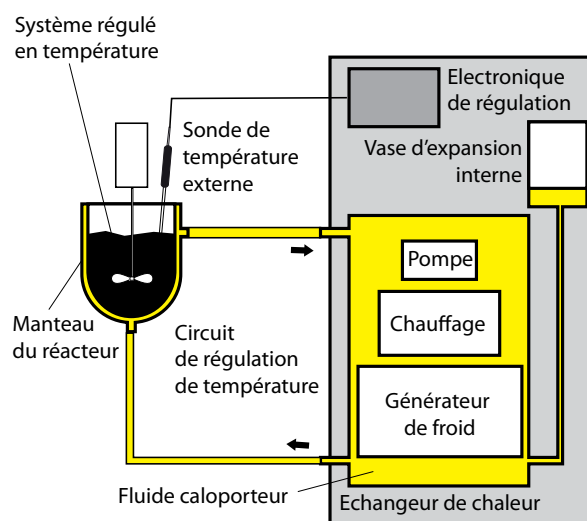 Système régulé
en température
Electronique
de régulation
Sonde de
température
externe
Vase d'expansion
interne
Pompe
Chauffage
Manteau
du réacteur
Circuit
de régulation
de température
Générateur
de froid
Fluide caloporteur
Echangeur de chaleur